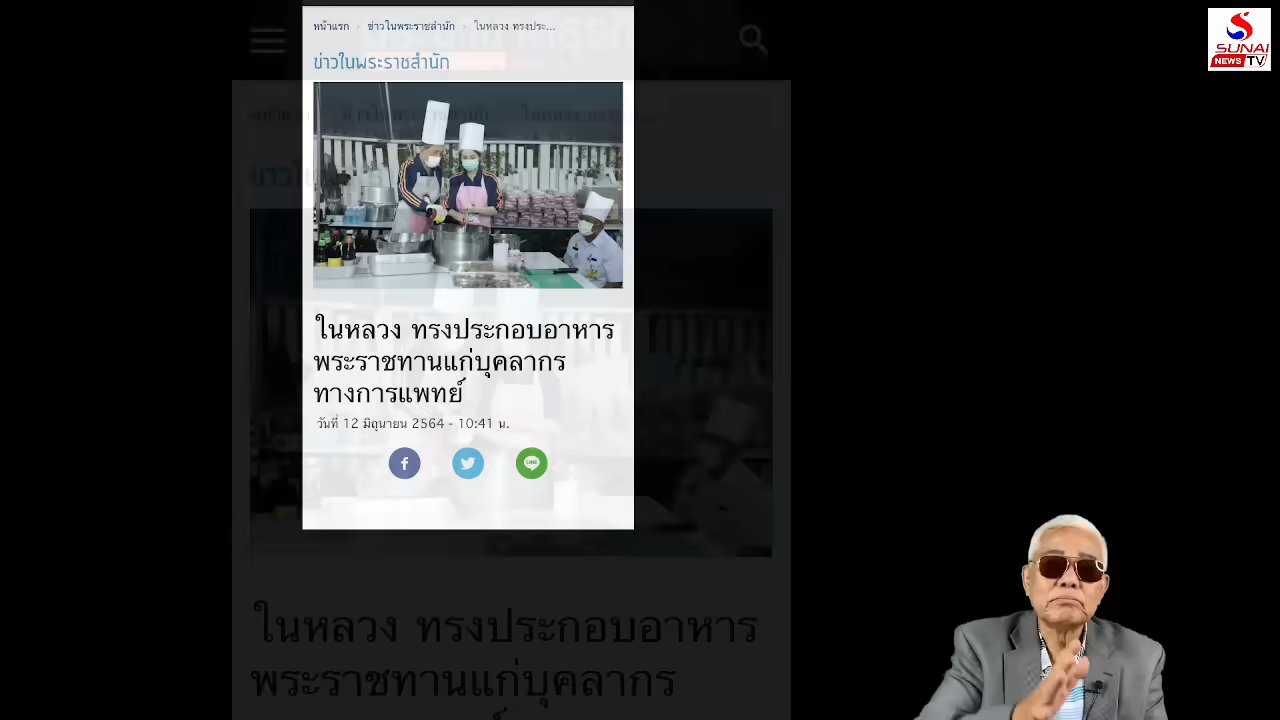 หน้าแรก ข่าวในพระราชสำนัก ในหลวง ทรงประ...
ข่าวในพระราชสำนัก
ในหลวง ทรงประกอบอาหาร
พระราชทานแก่บุคลากร
ทางการแพทย์
วันที่ 12 มิถุนายน 2564 - 10:41 น.
LINE
SUNAI
NEWS TV
ในหลวง ทรงประกอบอาหาร
พระราชทานแก่บุคลากร